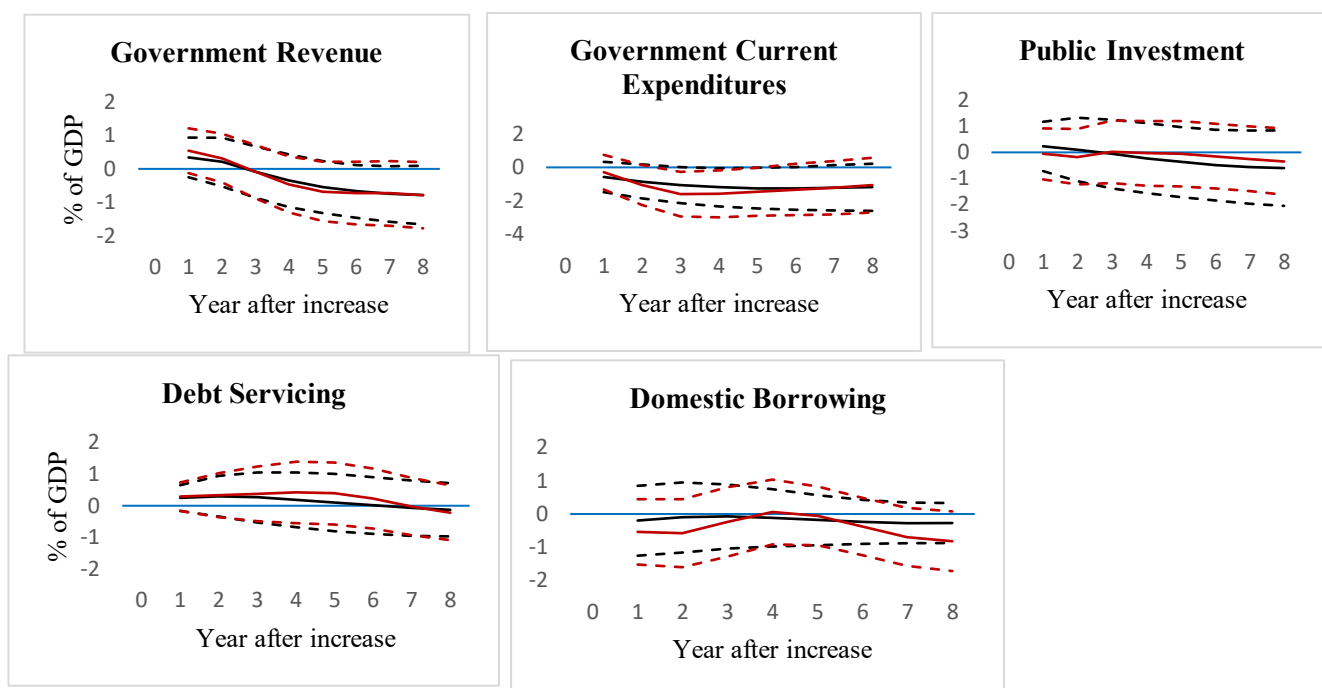 Government Revenue
% of GDP
2
1
0
-1
-2
0 1 2 3 4 5 6 7 8
Year after increase
Government Current
Expenditures
2
0
-2
-4
0 1 2 3 4 5 6 7 8
Year after increase
Public Investment
2
1
0
-1
-2
-3
0 1 2 3 4 5 6 7 8
Year after increase
Debt Servicing
% of GDP
2
1
0
-1
-2
0 1 2 3 4 5 6 7 8
Year after increase
Domestic Borrowing
2
1
0
-1
-2
0 1 2 3 4 5 6 7 8
Year after increase